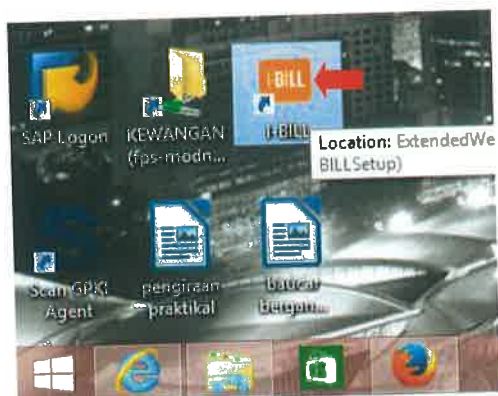 I-BILL
SAP Logon
KEWANGAN
(fps-modn...
I-BILL
Location: ExtendedWe
BILLSetup)
Scan GPKI
Agent
pengiraan
praktikal
baucar
bergan...